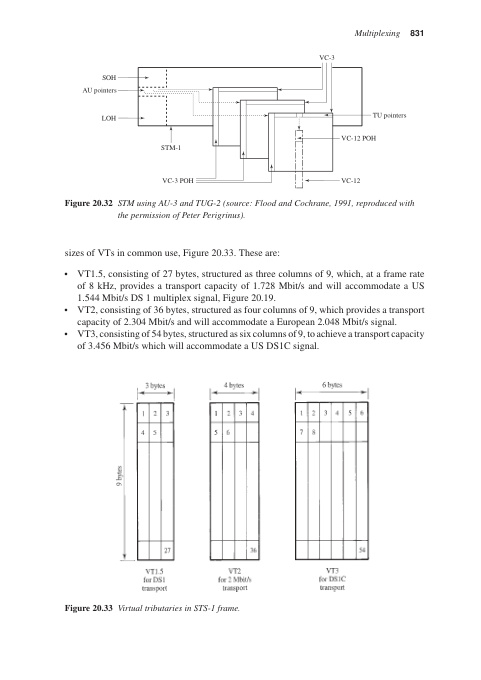 Multiplexing 831
VC-3
SOH
AU pointers
LOH
TU pointers
VC-12 POH
STM-1
VC-3 POH
VC-12
Figure 20.32 STM using AU-3 and TUG-2 (source: Flood and Cochrane, 1991, reproduced with
the permission of Peter Perigrinus).
sizes of VTs in common use, Figure 20.33. These are:
• VT1.5, consisting of 27 bytes, structured as three columns of 9, which, at a frame rate
of 8 kHz, provides a transport capacity of 1.728 Mbit/s and will accommodate a US
1.544 Mbit/s DS 1 multiplex signal, Figure 20.19.
• VT2, consisting of 36 bytes, structured as four columns of 9, which provides a transport
capacity of 2.304 Mbit/s and will accommodate a European 2.048 Mbit/s signal.
• VT3, consisting of 54 bytes, structured as six columns of 9, to achieve a transport capacity
of 3.456 Mbit/s which will accommodate a US DS1C signal.
3 bytes 4 bytes 6 bytes
1 2 3 1 2 3 4 1 2 3 4 5 6
4 5 5 6 7 8
9 bytes
27 36 54
VT1.5 VT2 VT3
for DS1 for 2 Mbit/s for DS1C
transport transport transport
Figure 20.33 Virtual tributaries in STS-1 frame.